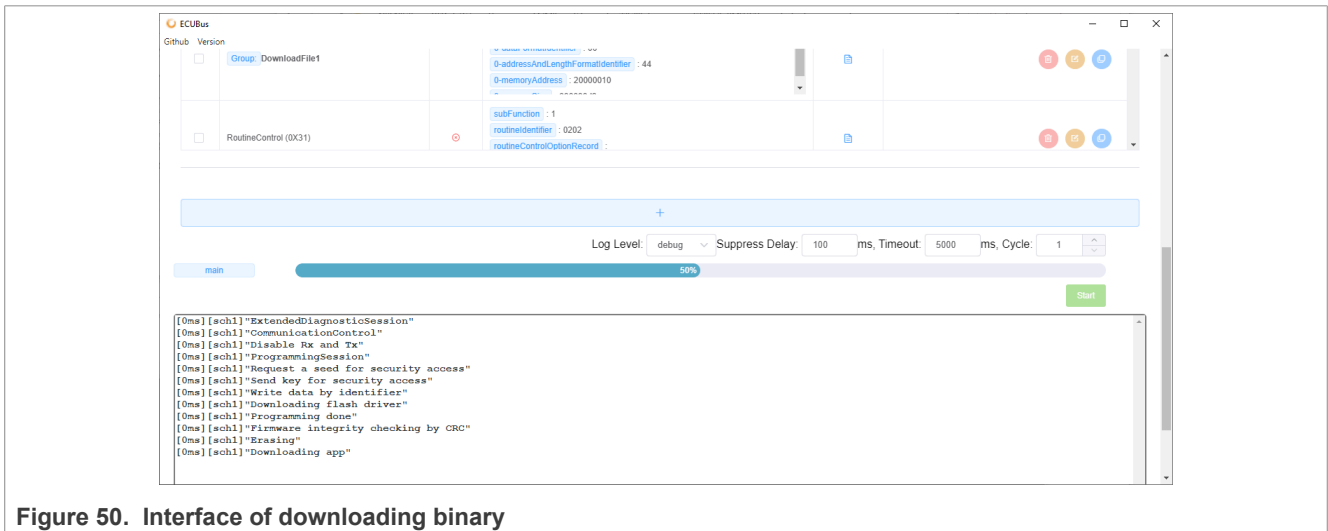 ECUBus
Github Version
Group: DownloadFile1
0-addressAndLengthFormatIdentifier : 44
0-memoryAddress : 20000010
RoutineControl (0X31)
subFunction : 1
routineIdentifier : 0202
routineControlOptionRecord :
+
Log Level: debug Suppress Delay: 100 ms, Timeout: 5000 ms, Cycle: 1
main 50%
Start
[0ms][sch1]"ExtendedDiagnosticSession"
[0ms][sch1]"CommunicationControl"
[0ms][sch1]"Disable Rx and Tx"
[0ms][sch1]"ProgrammingSession"
[0ms][sch1]"Request a seed for security access"
[0ms][sch1]"Send key for security access"
[0ms][sch1]"Write data by identifier"
[0ms][sch1]"Downloading flash driver"
[0ms][sch1]"Programming done"
[0ms][sch1]"Firmware integrity checking by CRC"
[0ms][sch1]"Erasing"
[0ms][sch1]"Downloading app"
Figure 50. Interface of downloading binary